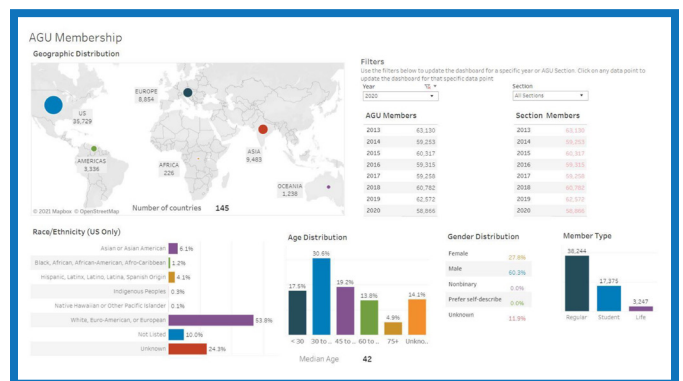 AGU Membership
Geographic Distribution
EUROPE
8,854
US
35,729
ASIA
9,483
AMERICAS
3,336
AFRICA
226
OCEANIA
1,238
© 2021 Mapbox © OpenStreetMap
Number of countries 145
Filters
Use the filters below to update the dashboard for a specific year or AGU Section. Click on any data point to
update the dashboard for that specific data point
Year
2020
Section
All Sections
AGU Members
2013 63,130
2014 59,253
2015 60,317
2016 59,315
2017 59,258
2018 60,782
2019 62,572
2020 58,866
Section Members
2013 63,130
2014 59,253
2015 60,317
2016 59,315
2017 59,258
2018 60,782
2019 62,572
2020 58,866
Race/Ethnicity (US Only)
Asian or Asian American 6.1%
Black, African, African-American, Afro-Caribbean 1.2%
Hispanic, Latinx, Latino, Latina, Spanish Origin 4.1%
Indigenous Peoples 0.3%
Native Hawaiian or Other Pacific Islander 0.1%
White, Euro-American, or European 53.8%
Not Listed 10.0%
Unknown 24.3%
Age Distribution
17.5% 30.6% 19.2% 13.8% 4.9% 14.1%
< 30 30 to .. 45 to .. 60 to .. 75+ Unkno..
Median Age 42
Gender Distribution
Female 27.8%
Male 60.3%
Nonbinary 0.0%
Prefer self-describe 0.0%
Unknown 11.9%
Member Type
38,244
17,375
3,247
Regular Student Life